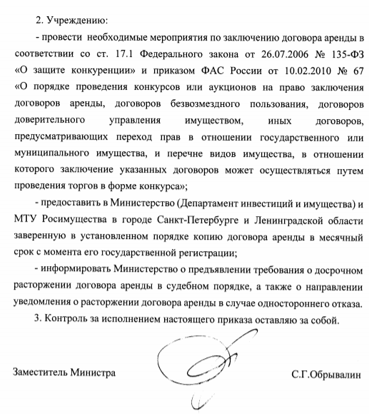 2. Учреждению:
- провести необходимые мероприятия по заключению договора аренды в
соответствии со ст. 17.1 Федерального закона от 26.07.2006 № 135-ФЗ
«О защите конкуренции» и приказом ФАС России от 10.02.2010 № 67
«О порядке проведения конкурсов или аукционов на право заключения
договоров аренды, договоров безвозмездного пользования, договоров
доверительного управления имуществом, иных договоров,
предусматривающих переход прав в отношении государственного или
муниципального имущества, и перечне видов имущества, в отношении
которого заключение указанных договоров может осуществляться путем
проведения торгов в форме конкурса»;
- предоставить в Министерство (Департамент инвестиций и имущества) и
МТУ Росимущества в городе Санкт-Петербурге и Ленинградской области
заверенную в установленном порядке копию договора аренды в месячный
срок с момента его государственной регистрации;
- информировать Министерство о предъявлении требования о досрочном
расторжении договора аренды в судебном порядке, а также о направлении
уведомления о расторжении договора аренды в случае одностороннего отказа.
3. Контроль за исполнением настоящего приказа оставляю за собой.
Заместитель Министра С.Г.Обрывалин